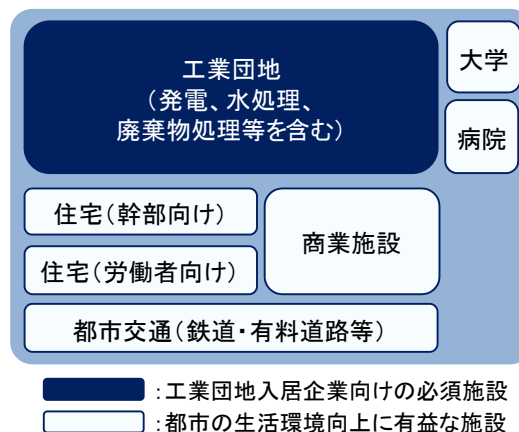 工業団地
（発電、水処理、
廃棄物処理等を含む）
大学
病院
住宅（幹部向け）
住宅（労働者向け）
商業施設
都市交通（鉄道・有料道路等）
：工業団地入居企業向けの必須施設
：都市の生活環境向上に有益な施設